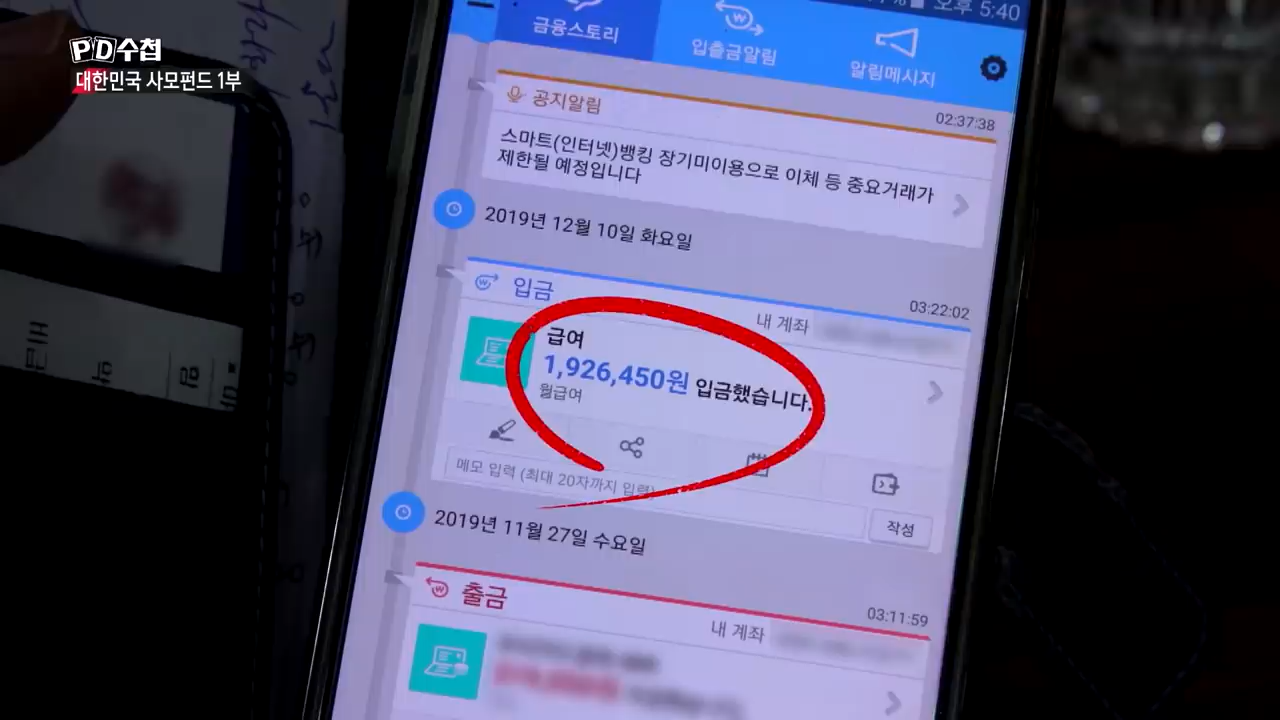 PD수첩
대한민국 사모펀드 1부
오후 5:40
금융스토리
입출금알림
알림메시지
공지알림
02:37:38
스마트(인터넷)뱅킹 장기미이용으로 이체 등 중요거래가
제한될 예정입니다
2019년 12월 10일 화요일
입금
03:22:02
내 계좌
급여
1,926,450원 입금했습니다.
월급여
메모 입력 (최대 20자까지 입력)
작성
2019년 11월 27일 수요일
출금
03:11:59
내 계좌